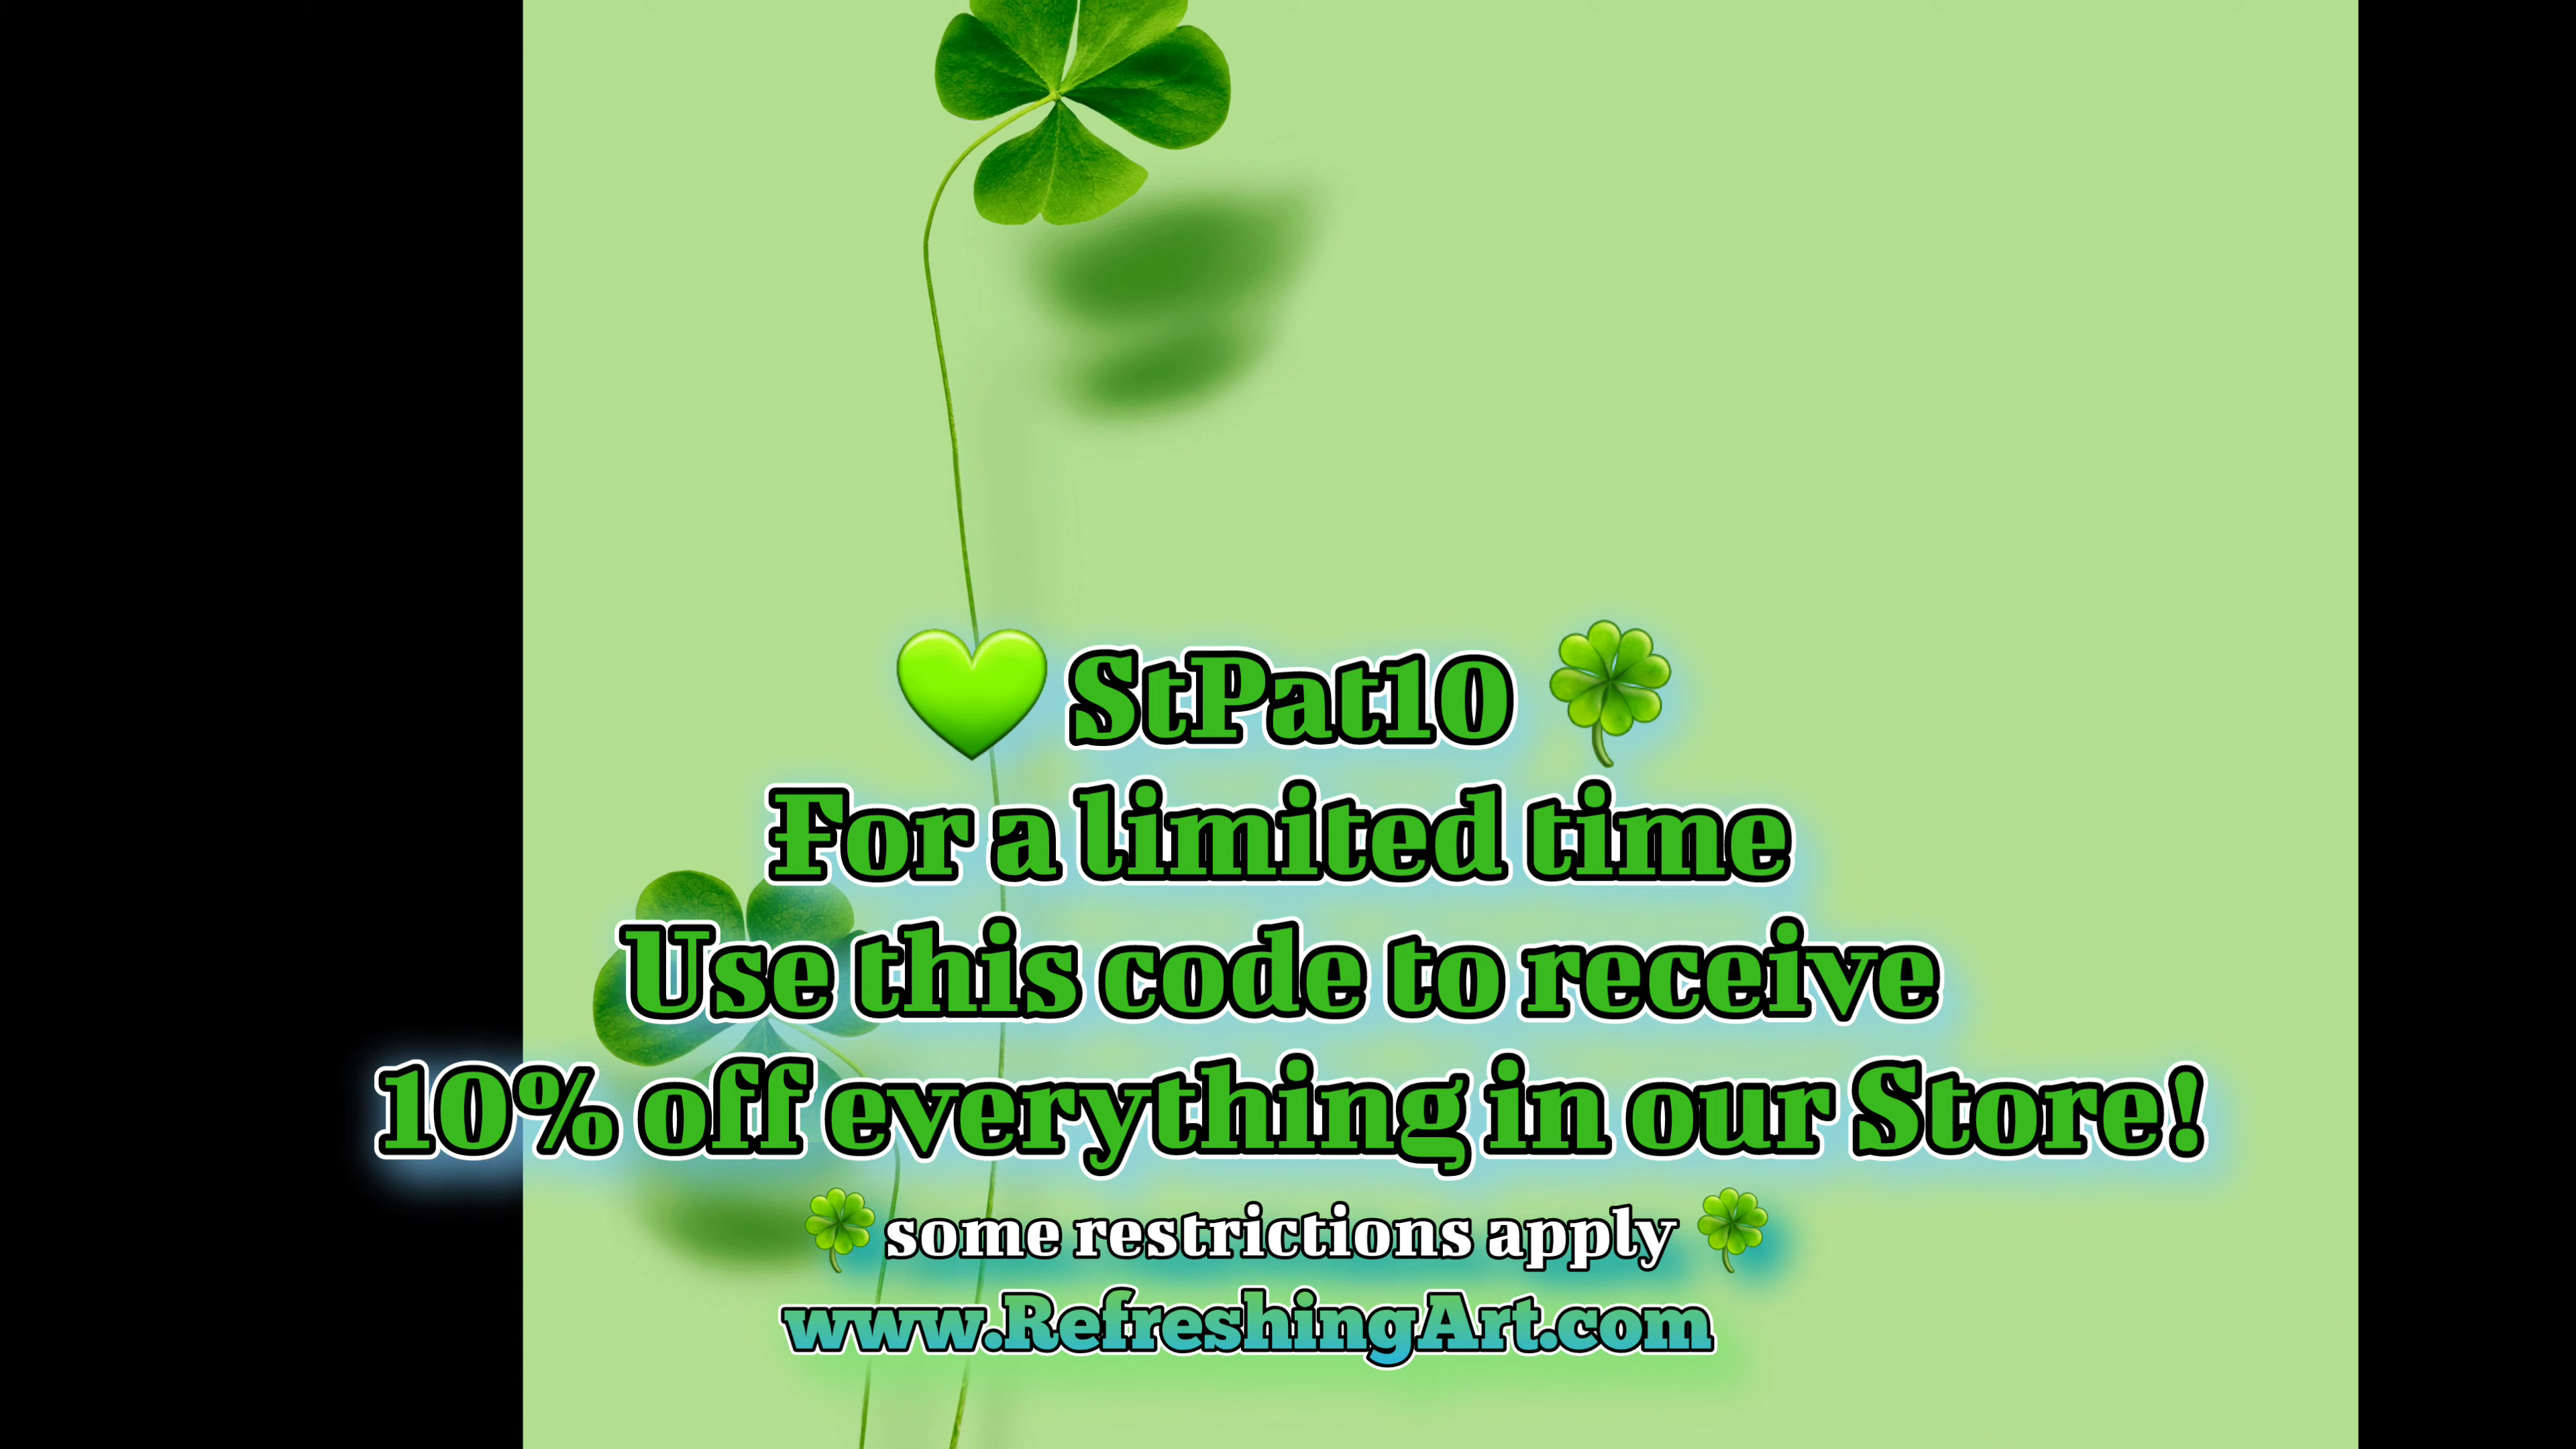 💚 StPat10 🍀
For a limited time
Use this code to receive
10% off everything in our Store!
🍀some restrictions apply 🍀
www.RefreshingArt.com